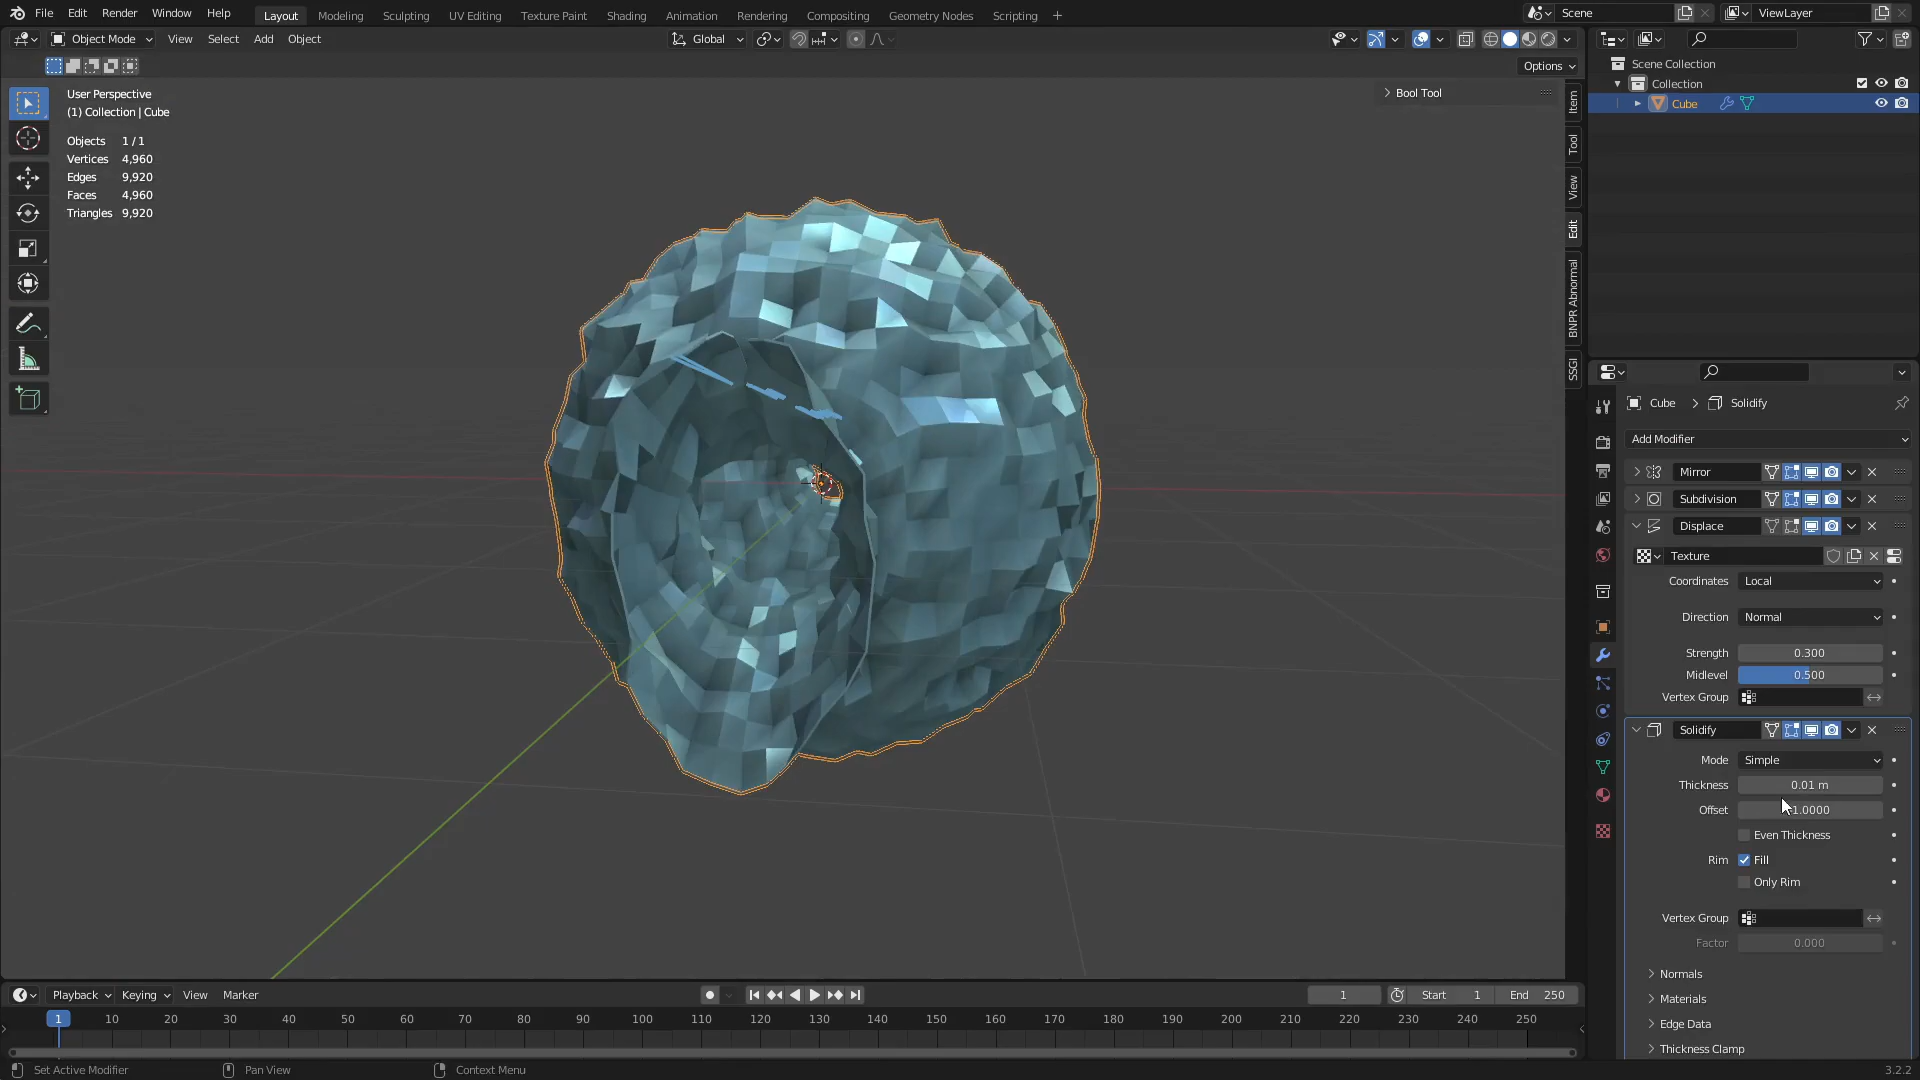 File Edit Render Window Help Layout Modeling Sculpting UV Editing Texture Paint Shading Animation Rendering Compositing Geometry Nodes Scripting + Scene ViewLayer
Object Mode View Select Add Object Global
Options
User Perspective
(1) Collection | Cube
Objects 1 / 1
Vertices 4,960
Edges 9,920
Faces 4,960
Triangles 9,920
Bool Tool
Item
Tool
View
Edit
BNPR Abnormal
SSGI
Scene Collection
Collection
Cube
Cube > Solidify
Add Modifier
Mirror
Subdivision
Displace
Texture
Coordinates Local
Direction Normal
Strength 0.300
Midlevel 0.500
Vertex Group
Solidify
Mode Simple
Thickness 0.01 m
Offset 1.0000
Even Thickness
Rim Fill
Only Rim
Vertex Group
Factor 0.000
Normals
Materials
Edge Data
Thickness Clamp
Playback Keying View Marker 1 Start 1 End 250
1 10 20 30 40 50 60 70 80 90 100 110 120 130 140 150 160 170 180 190 200 210 220 230 240 250
Set Active Modifier Pan View Context Menu 3.2.2